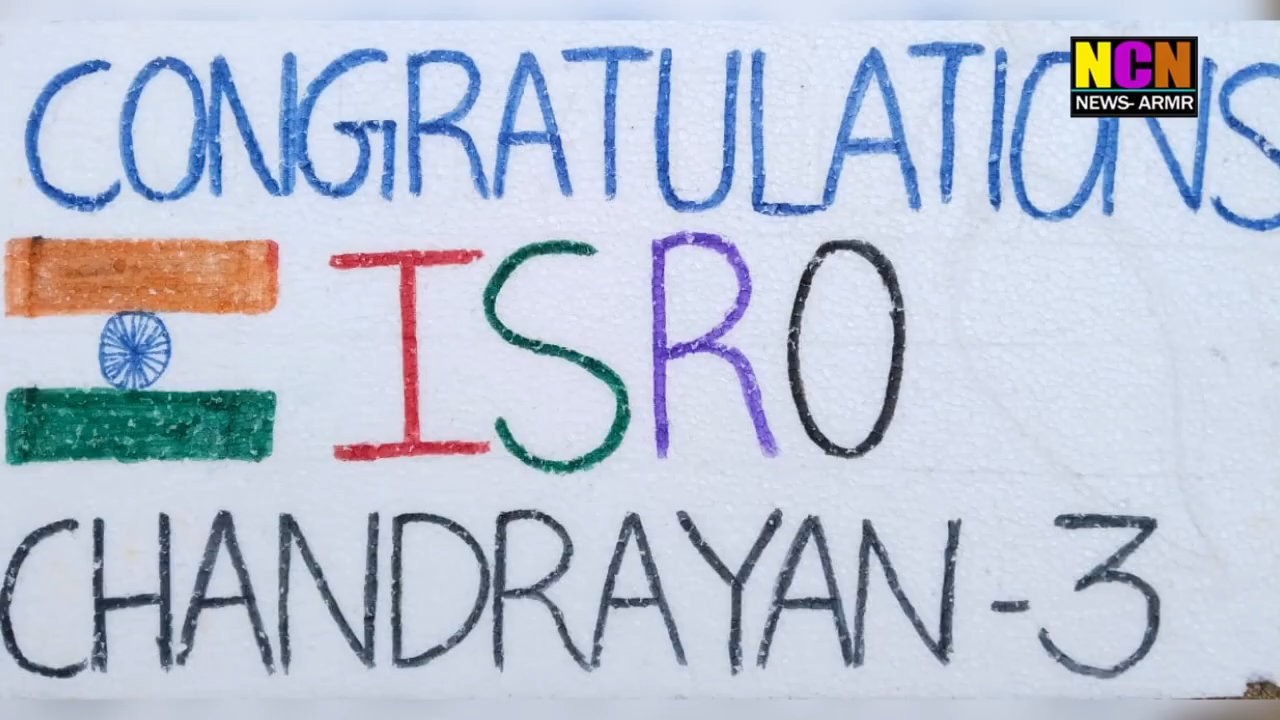 CONGRATULATIONS
NCN
NEWS- ARMR
ISRO
CHANDRAYAN-3